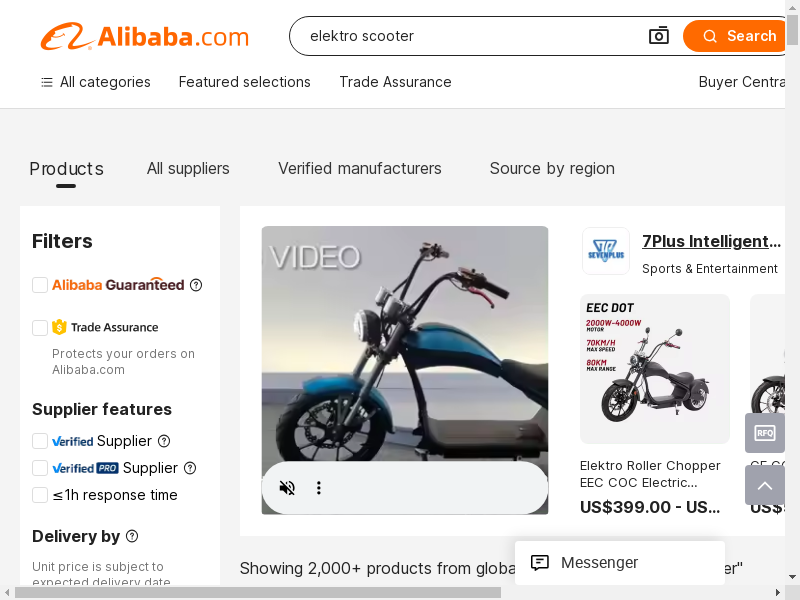 Alibaba.com
elektro scooter
Search
All categories
Featured selections
Trade Assurance
Buyer Centra
Products
All suppliers
Verified manufacturers
Source by region
Filters
Alibaba Guaranteed
Trade Assurance
Protects your orders on
Alibaba.com
Supplier features
Verified Supplier
Verified PRO Supplier
≤1h response time
Delivery by
Unit price is subject to
expected delivery date
VIDEO
SEVENPLUS
7Plus Intelligent...
Sports & Entertainment
EEC DOT
2000W-4000W
MOTOR
70KM/H
MAX SPEED
80KM
MAX RANGE
Elektro Roller Chopper
EEC COC Electric...
US$399.00 - US...
RFQ
Showing 2,000+ products from globa
Messenger